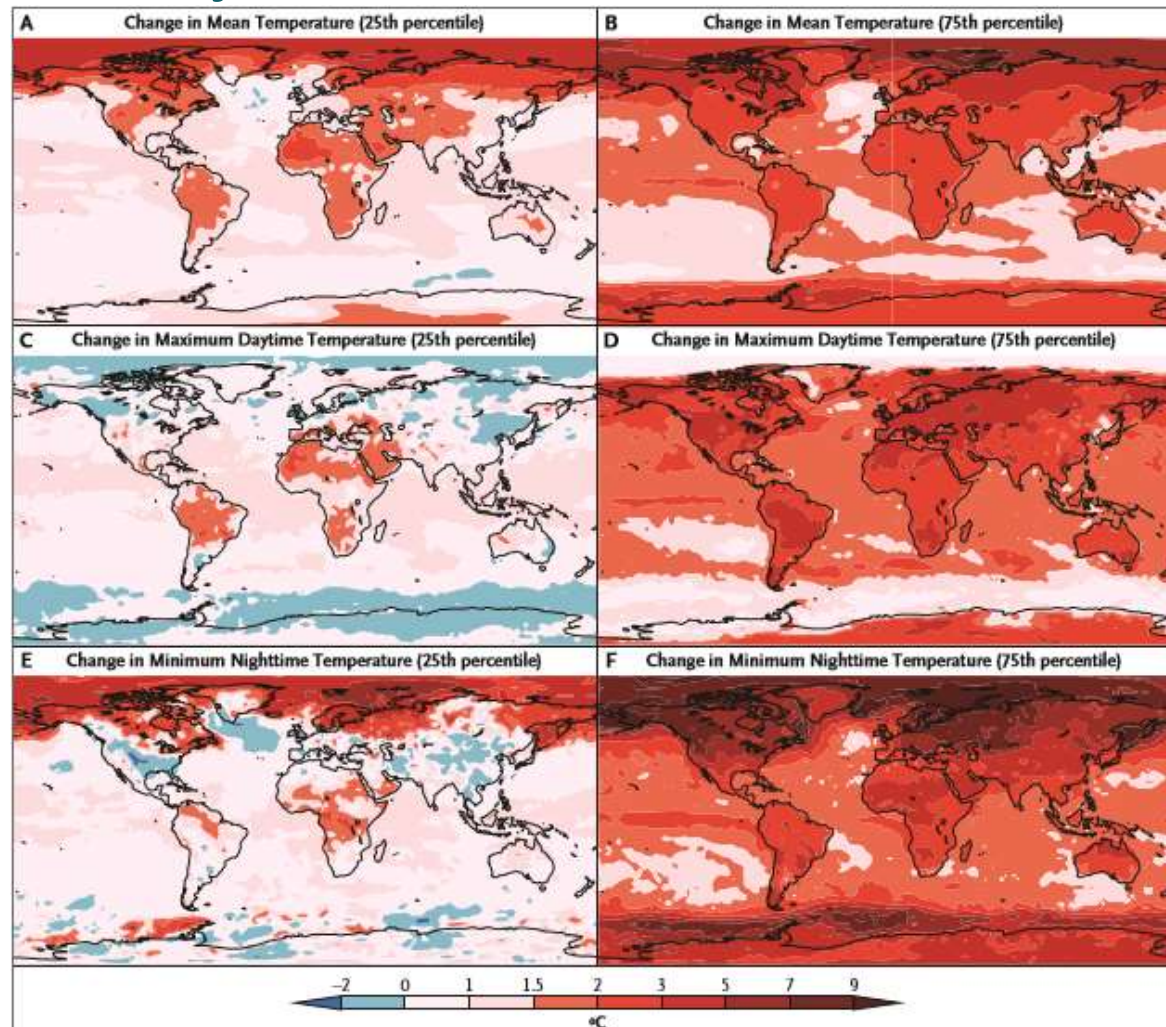 A Change in Mean Temperature (25th percentile)
B Change in Mean Temperature (75th percentile)
C Change in Maximum Daytime Temperature (25th percentile)
D Change in Maximum Daytime Temperature (75th percentile)
E Change in Minimum Nighttime Temperature (25th percentile)
F Change in Minimum Nighttime Temperature (75th percentile)
−2 0 1 1.5 2 3 5 7 9
ºC